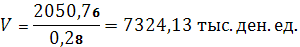 V = 2050,76 / 0,28 = 7324,13 тыс. ден. ед.